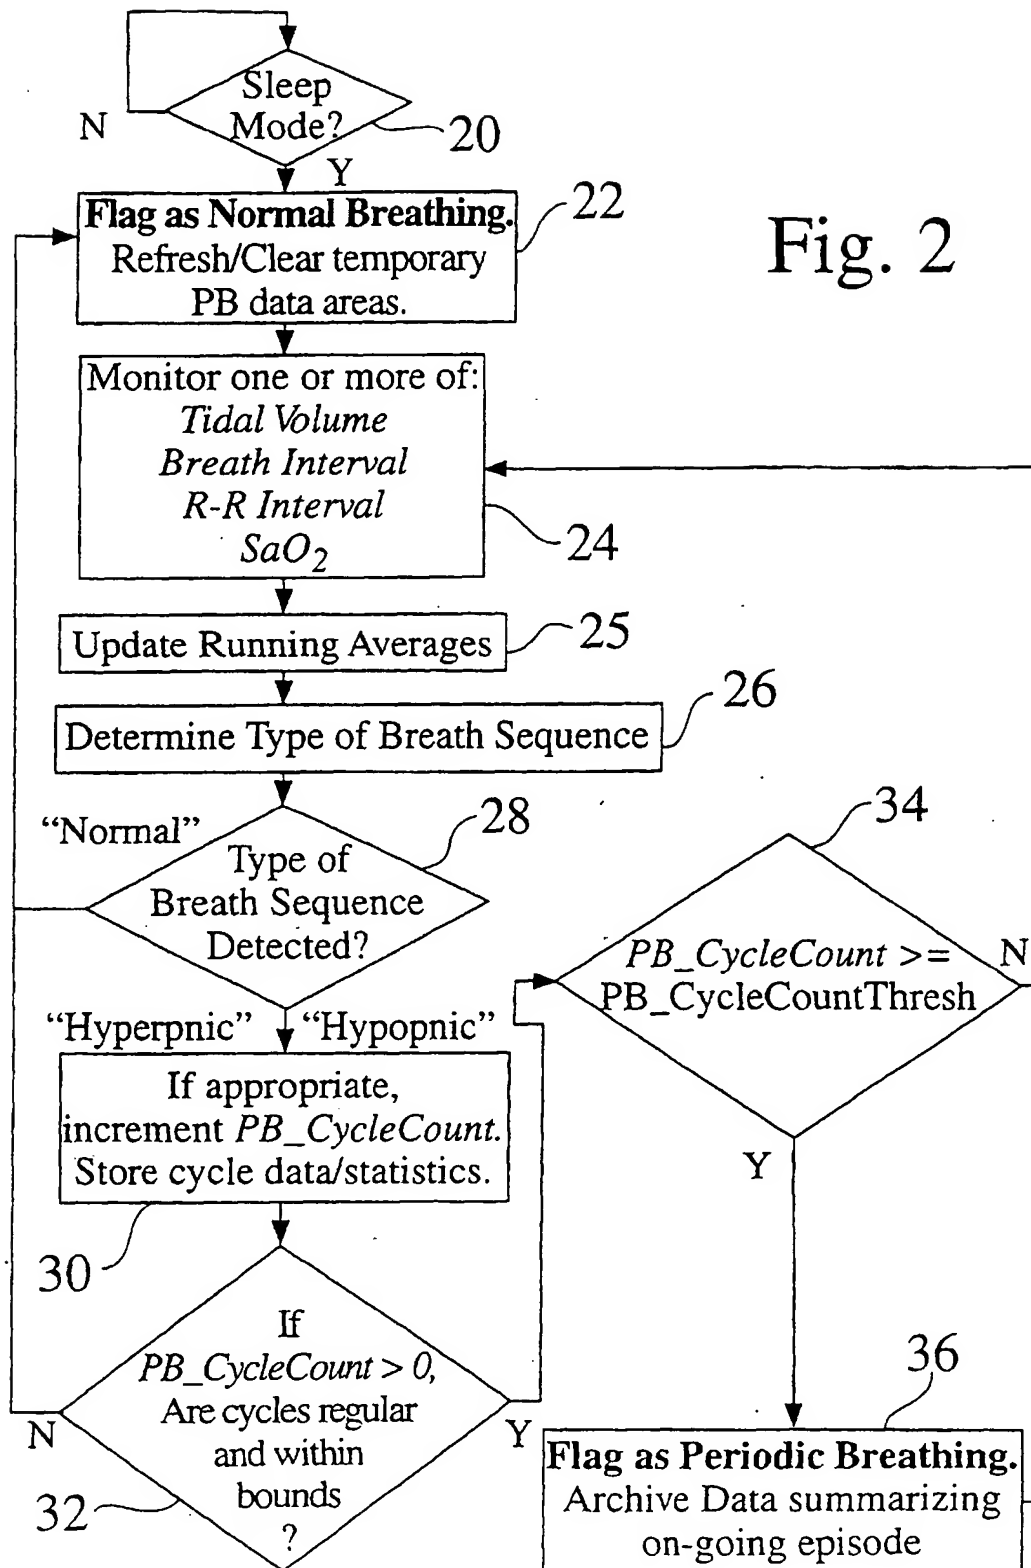 Sleep
Mode?
N
20
Y
Flag as Normal Breathing.
Refresh/Clear temporary
PB data areas.
22
Fig. 2
Monitor one or more of:
Tidal Volume
Breath Interval
R-R Interval
SaO2
24
Update Running Averages
25
Determine Type of Breath Sequence
26
"Normal"
Type of
Breath Sequence
Detected?
28
"Hyperpnic" "Hypopnic"
If appropriate,
increment PB_CycleCount.
Store cycle data/statistics.
30
If
PB_CycleCount > 0,
Are cycles regular
and within
bounds
?
N
Y
32
34
PB_CycleCount >=
PB_CycleCountThresh
N
Y
36
Flag as Periodic Breathing.
Archive Data summarizing
on-going episode